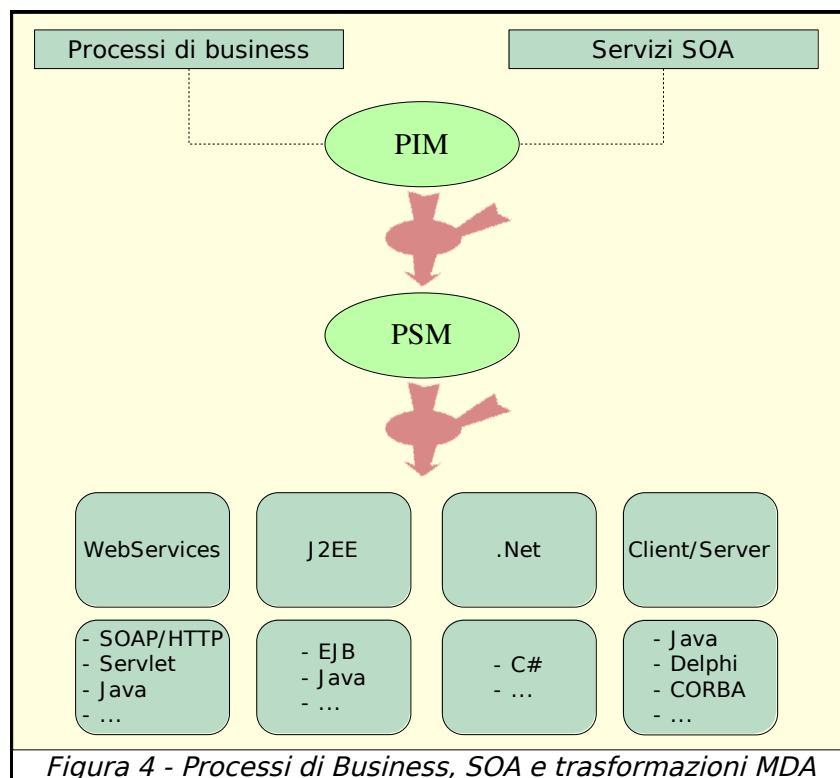 Processi di business
Servizi SOA
PIM
PSM
WebServices
J2EE
.Net
Client/Server
- SOAP/HTTP
- Servlet
- Java
- ...
- EJB
- Java
- ...
- C#
- ...
- Java
- Delphi
- CORBA
- ...
Figura 4 - Processi di Business, SOA e trasformazioni MDA